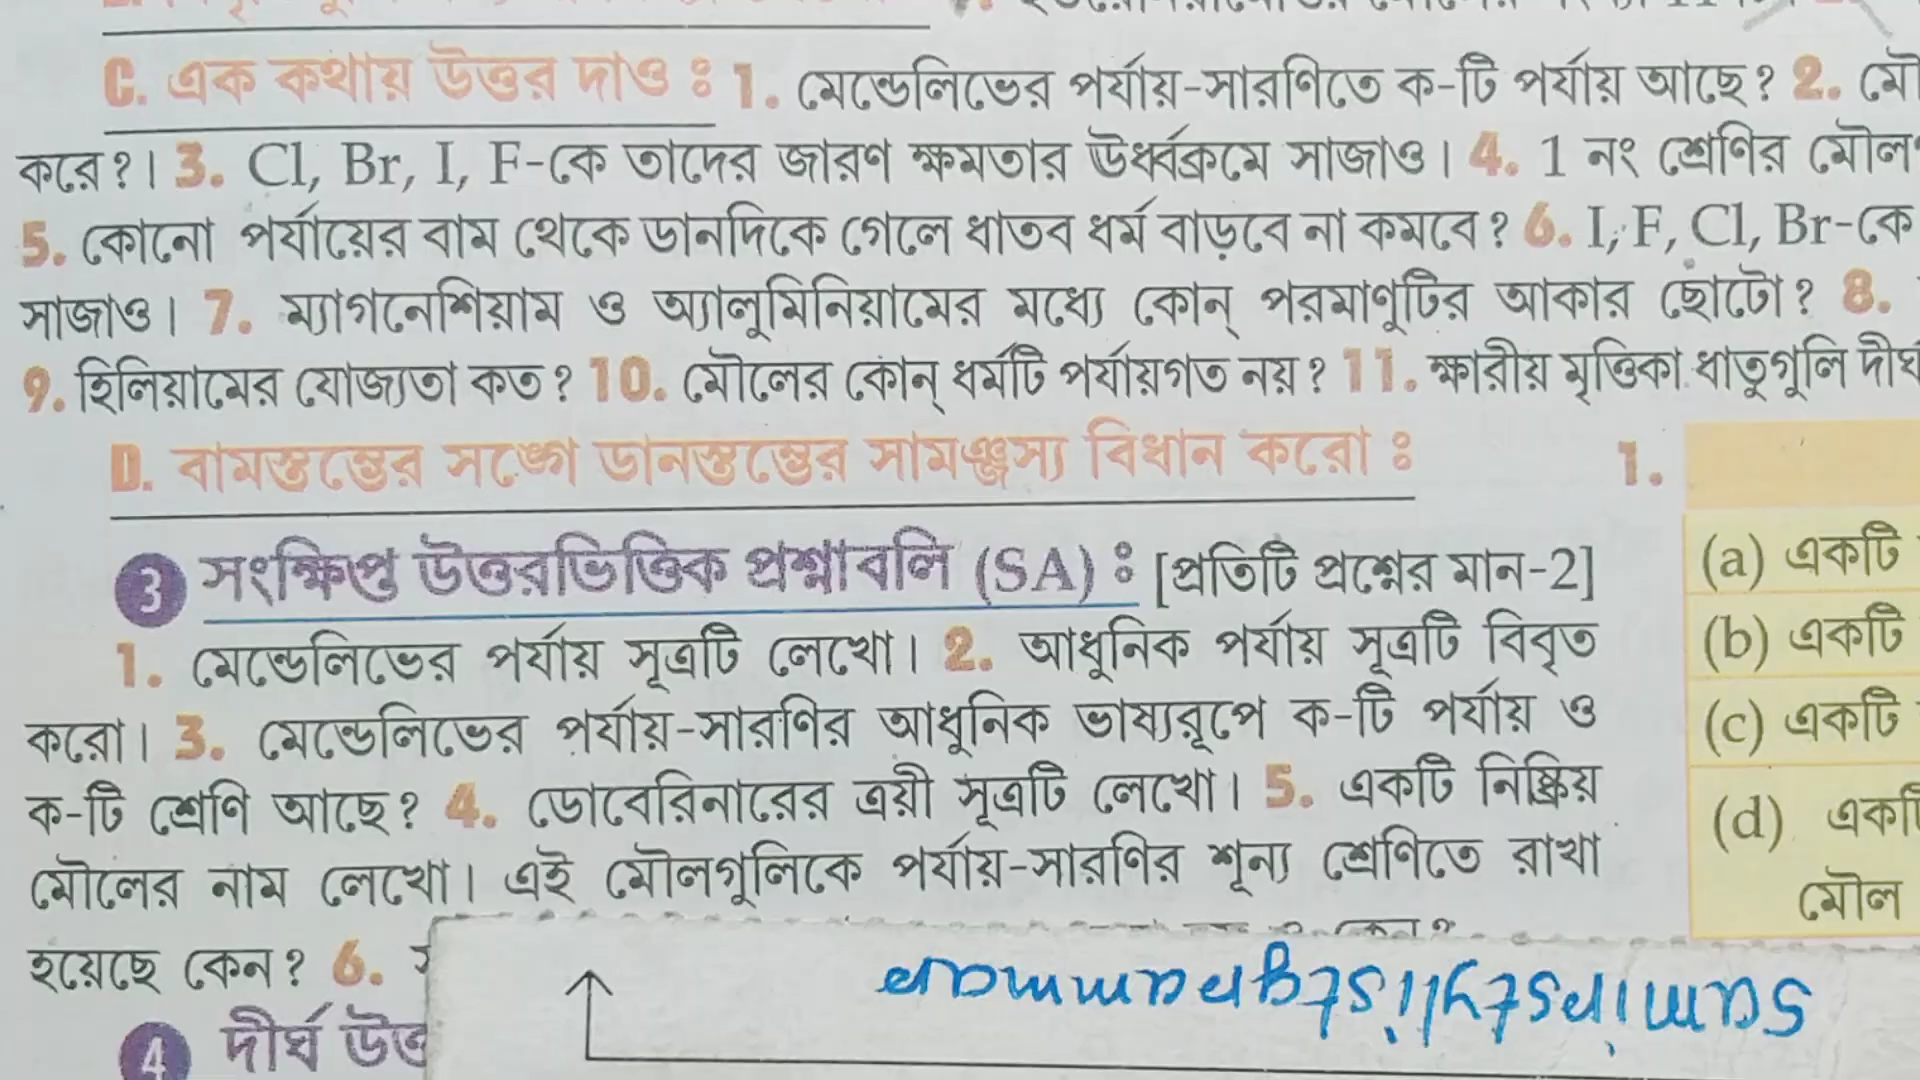 C. এক কথায় উত্তর দাও ঃ 1. মেন্ডেলিভের পর্যায়-সারণিতে ক-টি পর্যায় আছে? 2.
করে?। 3. Cl, Br, I, F-কে তাদের জারণ ক্ষমতার ঊর্ধ্বক্রমে সাজাও। 4. 1 নং শ্রেণির মৌল
5. কোনো পর্যায়ের বাম থেকে ডানদিকে গেলে ধাতব ধর্ম বাড়বে না কমবে? 6. I, F, Cl, Br-কে
সাজাও। 7. ম্যাগনেশিয়াম ও অ্যালুমিনিয়ামের মধ্যে কোন্ পরমাণুটির আকার ছোটো? 8.
9. হিলিয়ামের যোজ্যতা কত? 10. মৌলের কোন্ ধর্মটি পর্যায়গত নয়? 11. ক্ষারীয় মৃত্তিকা ধাতুগুলি
D. বামস্তম্ভের সঙ্গে ডানস্তম্ভের সামঞ্জস্য বিধান করো ঃ 1.
3 সংক্ষিপ্ত উত্তরভিত্তিক প্রশ্নাবলি (SA) ঃ [প্রতিটি প্রশ্নের মান-2]
1. মেন্ডেলিভের পর্যায় সূত্রটি লেখো। 2. আধুনিক পর্যায় সূত্রটি বিবৃত
করো। 3. মেন্ডেলিভের পর্যায়-সারণির আধুনিক ভাষ্যরূপে ক-টি পর্যায় ও
ক-টি শ্রেণি আছে? 4. ডোবেরিনারের ত্রয়ী সূত্রটি লেখো। 5. একটি নিষ্ক্রিয়
মৌলের নাম লেখো। এই মৌলগুলিকে পর্যায়-সারণির শূন্য শ্রেণিতে রাখা
হয়েছে কেন? 6.
4 দীর্ঘ
(a) একটি
(b) একটি
(c) একটি
(d)
মৌল